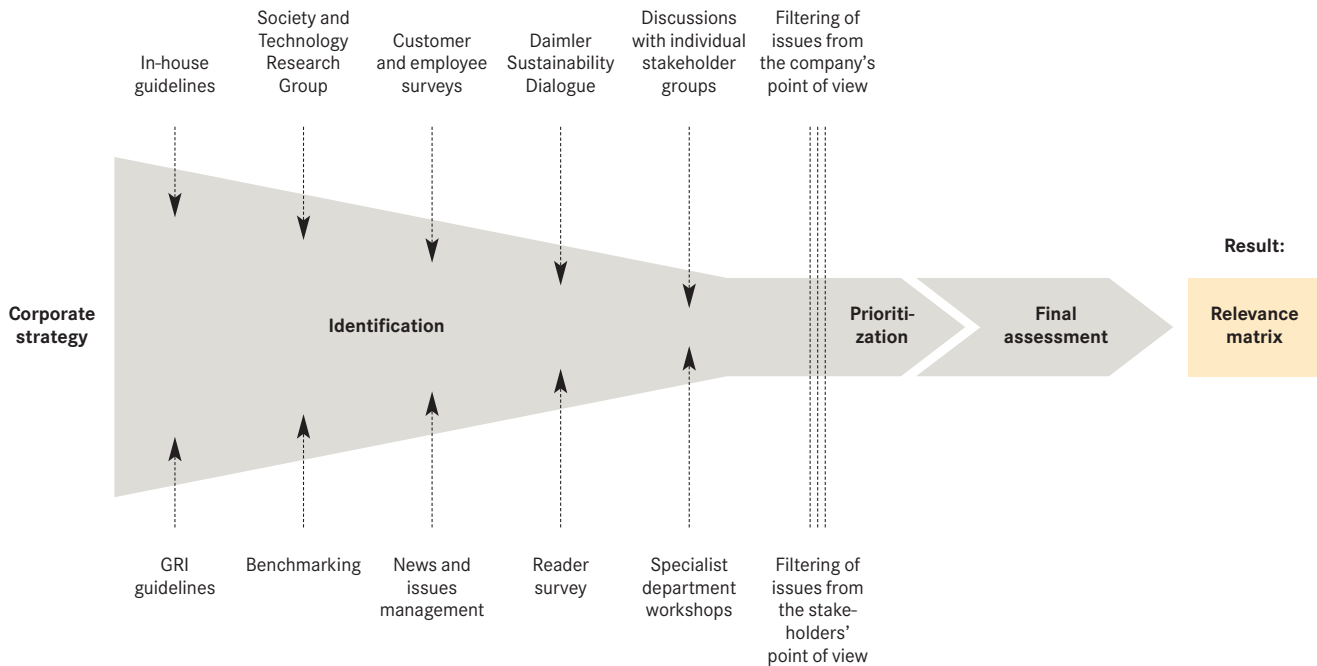 In-house
guidelines
Society and
Technology
Research
Group
Customer
and employee
surveys
Daimler
Sustainability
Dialogue
Discussions
with individual
stakeholder
groups
Filtering of
issues from
the company’s
point of view
Corporate
strategy
Identification
Prioriti-
zation
Final
assessment
Result:
Relevance
matrix
GRI
guidelines
Benchmarking
News and
issues
management
Reader
survey
Specialist
department
workshops
Filtering of
issues from
the stake-
holders’
point of view